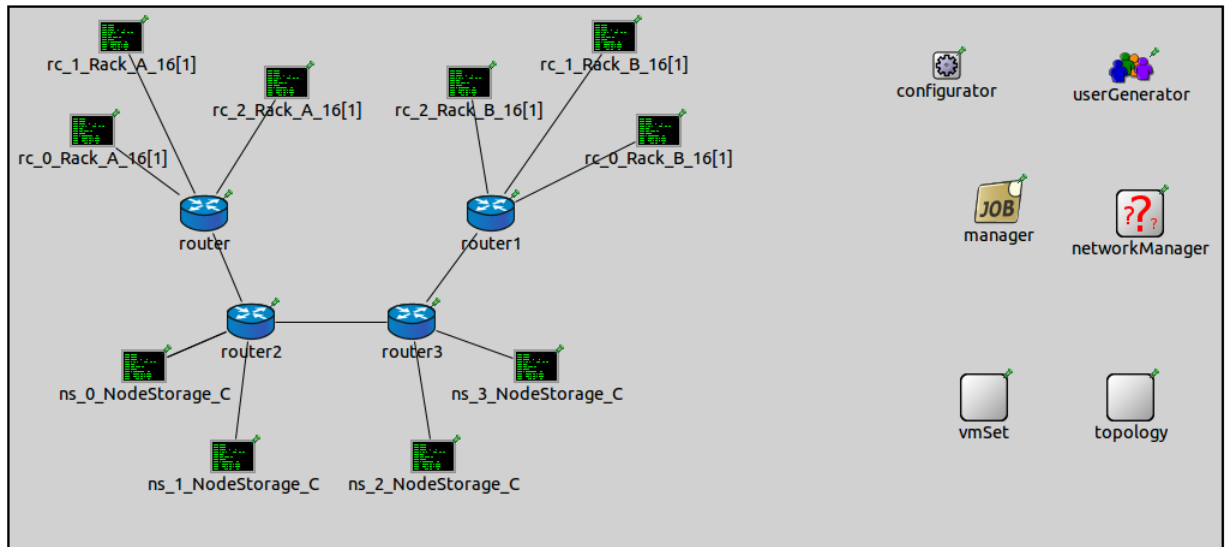 rc_1_Rack_A_16[1]
rc_1_Rack_B_16[1]
configurator
userGenerator
rc_2_Rack_A_16[1]
rc_2_Rack_B_16[1]
rc_0_Rack_A_16[1]
rc_0_Rack_B_16[1]
JOB
???
router
router1
manager
networkManager
router2
router3
ns_0_NodeStorage_C
ns_3_NodeStorage_C
vmSet
topology
ns_1_NodeStorage_C
ns_2_NodeStorage_C